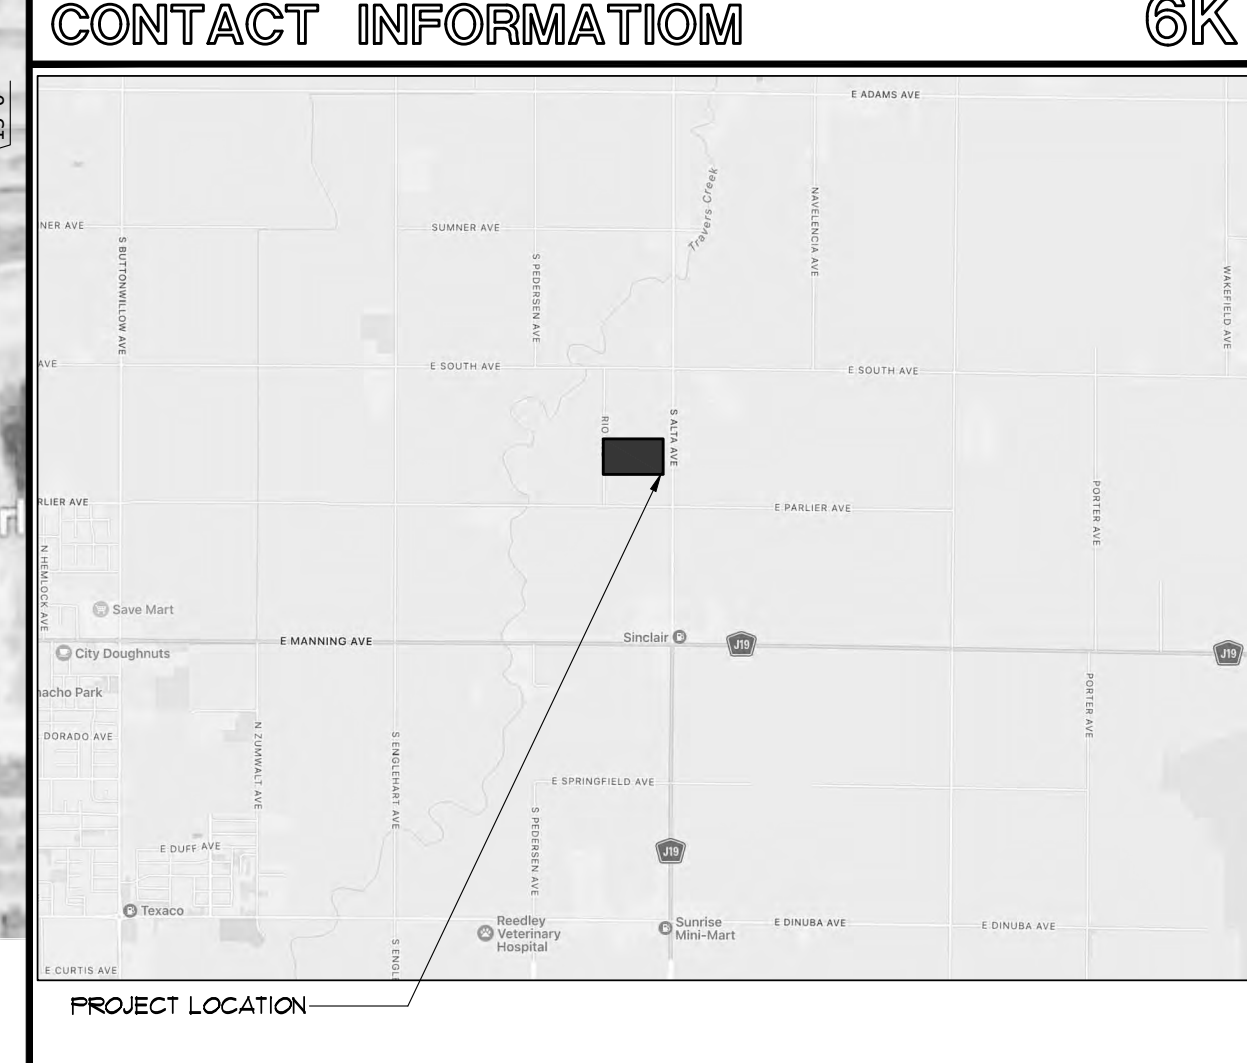 CONTACT INFORMATIOM
6K
E ADAMS AVE
Travers Creek
NAVELENCIA AVE
NER AVE
SUMNER AVE
S BUTTONWILLOW AVE
S PEDERSEN AVE
WAKEFIELD AVE
AVE
E SOUTH AVE
E SOUTH AVE
RIO
S ALTA AVE
RLIER AVE
E PARLIER AVE
PORTER AVE
N HEMLOCK AVE
Save Mart
E MANNING AVE
Sinclair
J19
J19
City Doughnuts
nacho Park
PORTER AVE
DORADO AVE
N ZUMWALT AVE
S ENGLEHART AVE
E SPRINGFIELD AVE
S PEDERSEN AVE
J19
E DUFF AVE
Texaco
Reedley
Veterinary
Hospital
Sunrise
Mini-Mart
E DINUBA AVE
E DINUBA AVE
S ENGL
E CURTIS AVE
PROJECT LOCATION